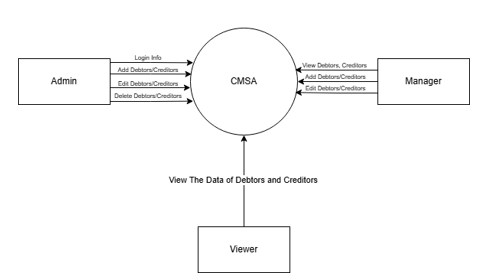 Login Info
Add Debtors/Creditors
Edit Debtors/Creditors
Delete Debtors/Creditors
Admin
CMSA
View Debtors, Creditors
Add Debtors/Creditors
Edit Debtors/Creditors
Manager
View The Data of Debtors and Creditors
Viewer